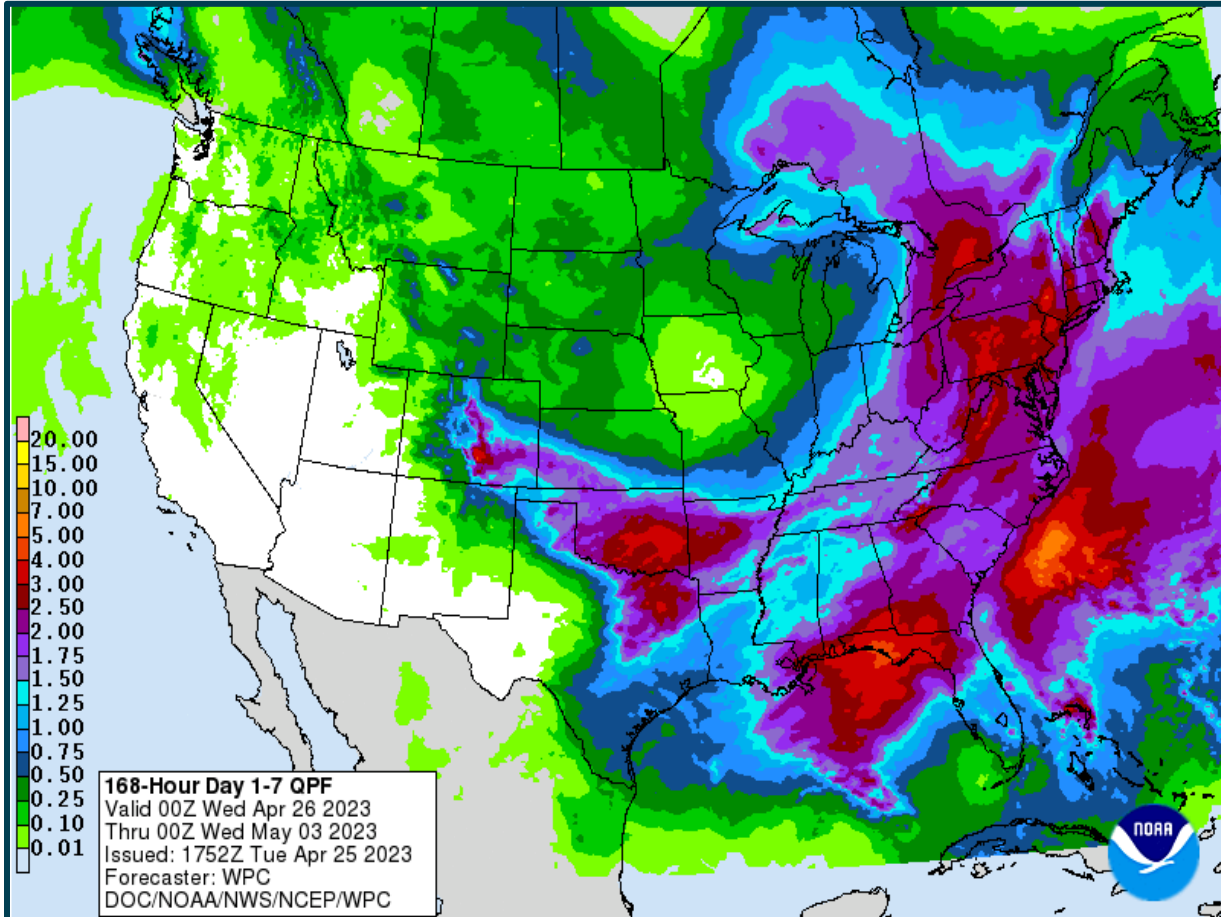 20.00
15.00
10.00
7.00
5.00
4.00
3.00
2.50
2.00
1.75
1.50
1.25
1.00
0.75
0.50
0.25
0.10
0.01
168-Hour Day 1-7 QPF
Valid 00Z Wed Apr 26 2023
Thru 00Z Wed May 03 2023
Issued: 1752Z Tue Apr 25 2023
Forecaster: WPC
DOC/NOAA/NWS/NCEP/WPC
NOAA